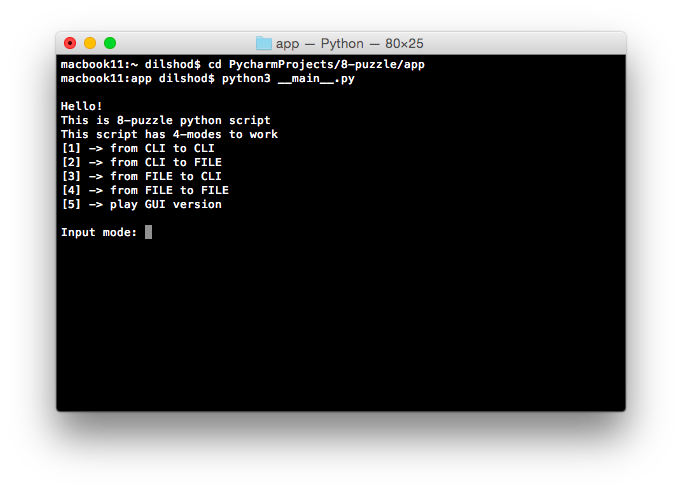 app — Python — 80×25
macbook11:~ dilshod$ cd PycharmProjects/8-puzzle/app
macbook11:app dilshod$ python3 __main__.py
Hello!
This is 8-puzzle python script
This script has 4-modes to work
[1] -> from CLI to CLI
[2] -> from CLI to FILE
[3] -> from FILE to CLI
[4] -> from FILE to FILE
[5] -> play GUI version
Input mode: